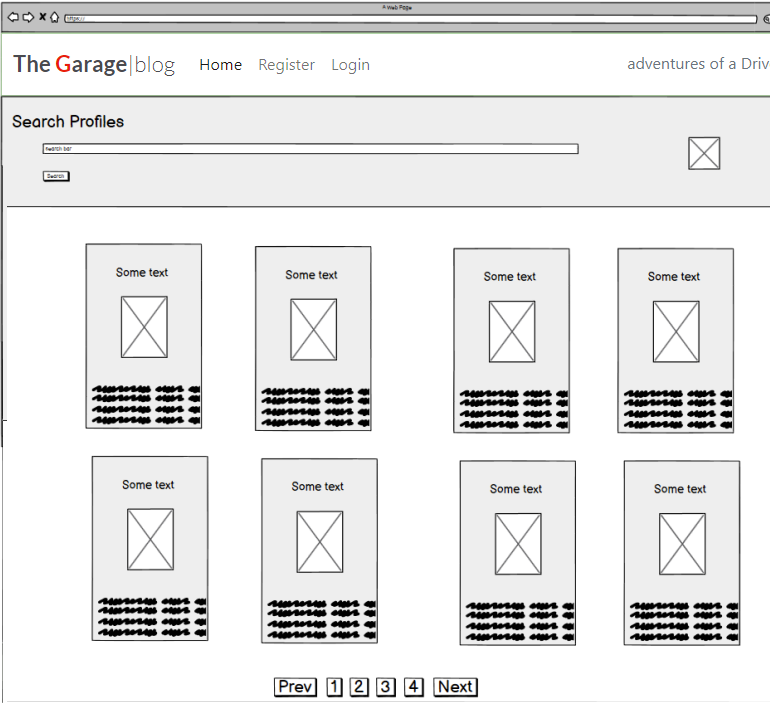 A Web Page
https://
The Garage|blog Home Register Login adventures of a Driv
Search Profiles
search bar
Search
Some text Some text Some text Some text
Some text Some text Some text Some text
Prev 1 2 3 4 Next